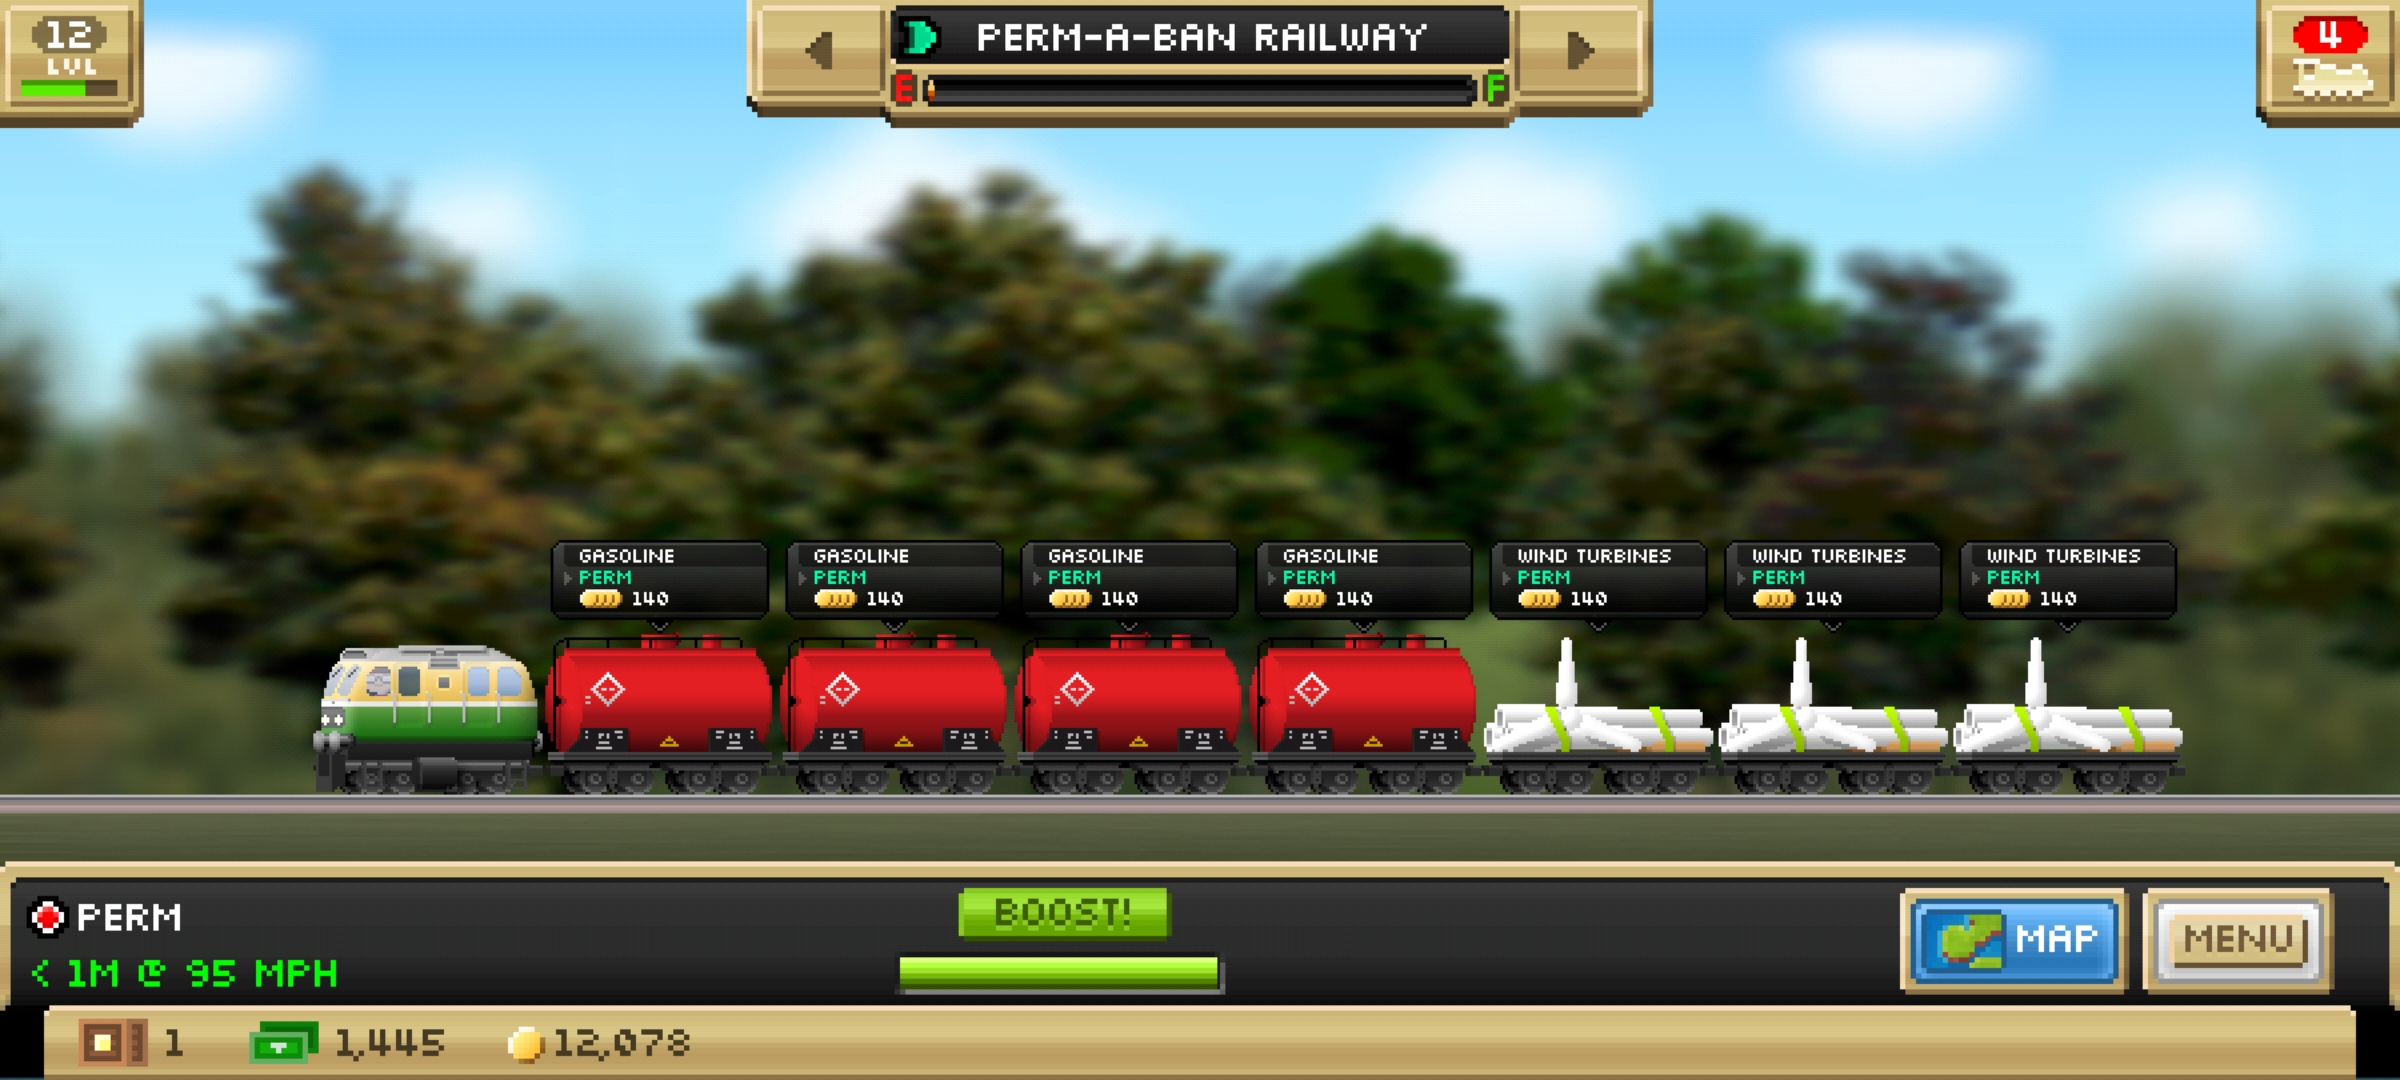 12
LVL
PERM-A-BAN RAILWAY
E F
4
GASOLINE
PERM
140
GASOLINE
PERM
140
GASOLINE
PERM
140
GASOLINE
PERM
140
WIND TURBINES
PERM
140
WIND TURBINES
PERM
140
WIND TURBINES
PERM
140
PERM
< 1M @ 95 MPH
BOOST!
MAP
MENU
1 1,445 12,078